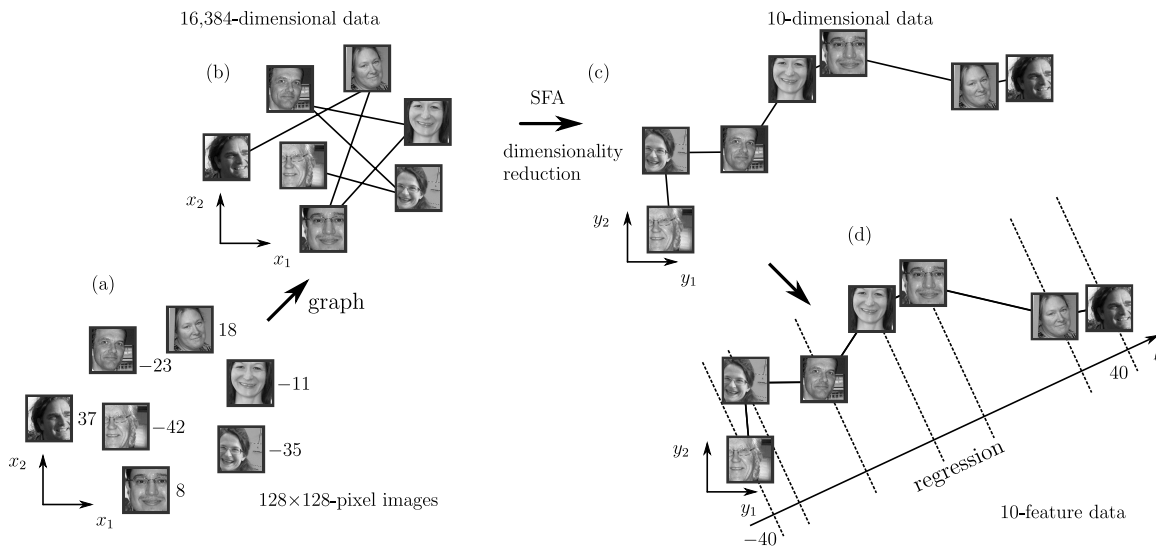 16,384-dimensional data
10-dimensional data
(b)
(c)
SFA
dimensionality
reduction
x₂
x₁
y₂
y₁
(d)
(a)
graph
18
−23
−11
37
−42
−35
8
x₂
x₁
128×128-pixel images
40
y₂
y₁
regression
−40
10-feature data